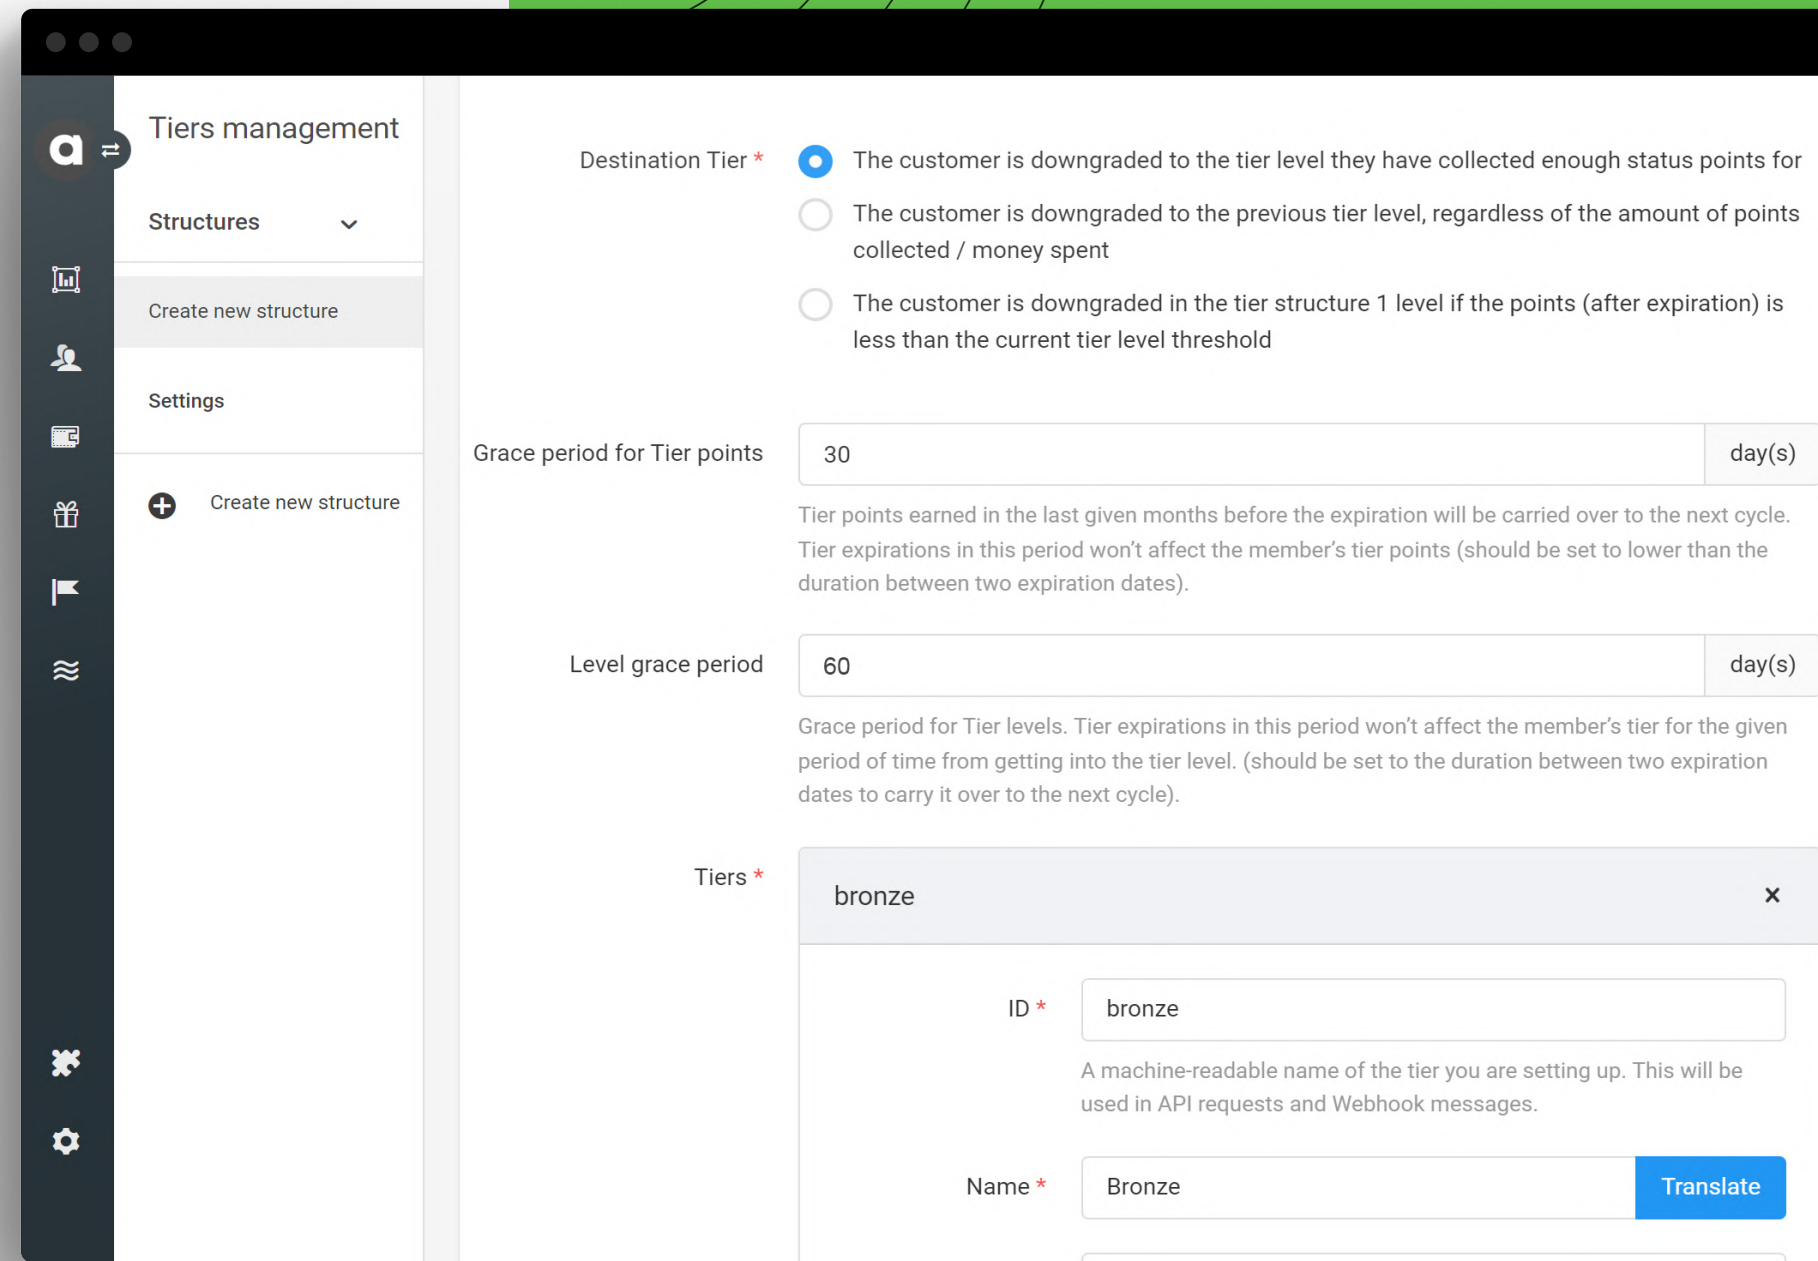 a
Tiers management
Structures
Create new structure
Settings
Create new structure
Destination Tier *
The customer is downgraded to the tier level they have collected enough status points for
The customer is downgraded to the previous tier level, regardless of the amount of points
collected / money spent
The customer is downgraded in the tier structure 1 level if the points (after expiration) is
less than the current tier level threshold
Grace period for Tier points
30
day(s)
Tier points earned in the last given months before the expiration will be carried over to the next cycle.
Tier expirations in this period won’t affect the member’s tier points (should be set to lower than the
duration between two expiration dates).
Level grace period
60
day(s)
Grace period for Tier levels. Tier expirations in this period won’t affect the member’s tier for the given
period of time from getting into the tier level. (should be set to the duration between two expiration
dates to carry it over to the next cycle).
Tiers *
bronze
ID *
bronze
A machine-readable name of the tier you are setting up. This will be
used in API requests and Webhook messages.
Name *
Bronze
Translate